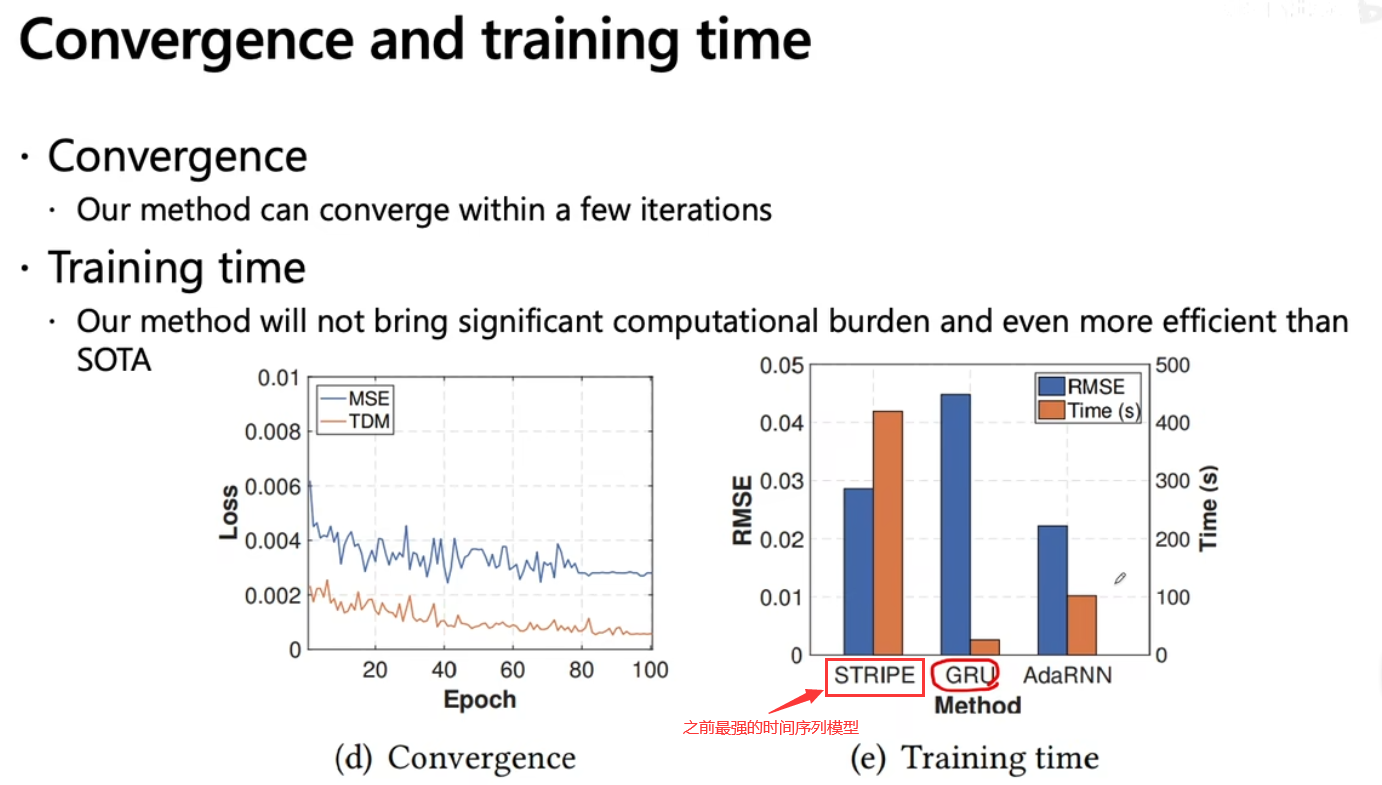 Convergence and training time
· Convergence
· Our method can converge within a few iterations
· Training time
· Our method will not bring significant computational burden and even more efficient than
SOTA
0.01
0.008
0.006
0.004
0.002
0
Loss
MSE
TDM
20 40 60 80 100
Epoch
(d) Convergence
0.05
0.04
0.03
0.02
0.01
0
RMSE
RMSE
Time (s)
500
400
300
200
100
0
Time (s)
STRIPE GRU AdaRNN
Method
之前最强的时间序列模型
(e) Training time